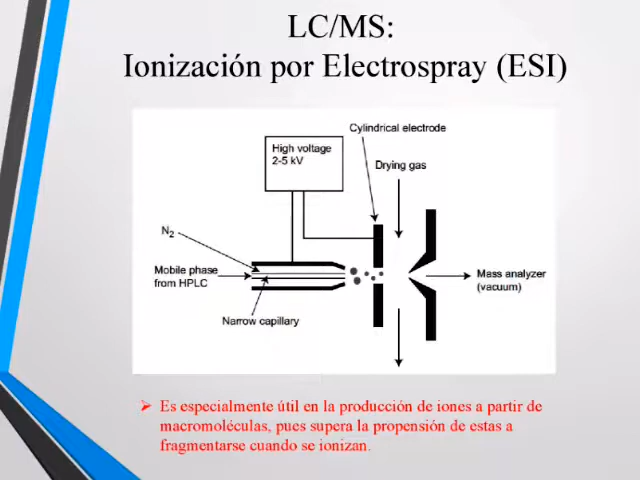 LC/MS:
Ionización por Electrospray (ESI)
Cylindrical electrode
High voltage
2-5 kV
Drying gas
N2
Mobile phase
from HPLC
Mass analyzer
(vacuum)
Narrow capillary
Es especialmente útil en la producción de iones a partir de
macromoléculas, pues supera la propensión de estas a
fragmentarse cuando se ionizan.